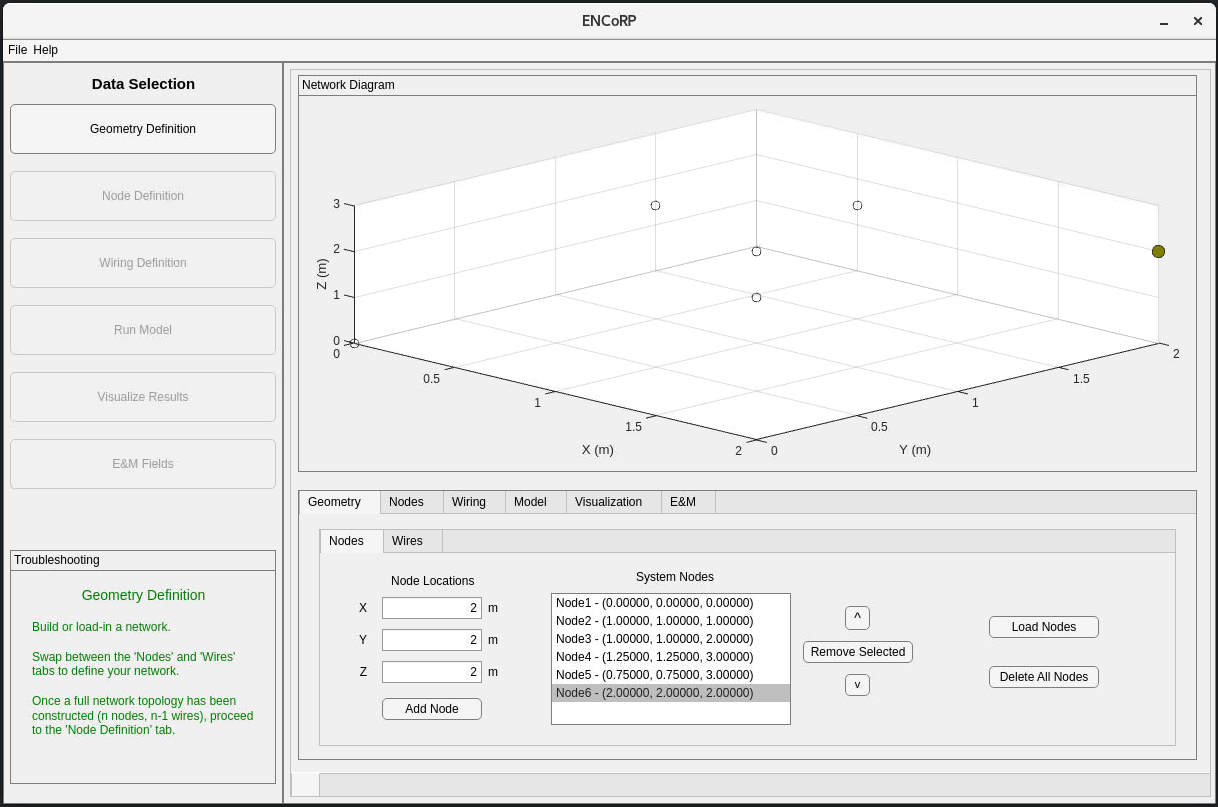 ENCoRP
File Help
Data Selection
Geometry Definition
Node Definition
Wiring Definition
Run Model
Visualize Results
E&M Fields
Troubleshooting
Geometry Definition
Build or load-in a network.
Swap between the 'Nodes' and 'Wires'
tabs to define your network.
Once a full network topology has been
constructed (n nodes, n-1 wires), proceed
to the 'Node Definition' tab.
Network Diagram
3
2
1
0
Z (m)
0
0.5
1
1.5
2
X (m)
0
0.5
1
1.5
2
Y (m)
Geometry Nodes Wiring Model Visualization E&M
Nodes Wires
Node Locations
X 2 m
Y 2 m
Z 2 m
Add Node
System Nodes
Node1 - (0.00000, 0.00000, 0.00000)
Node2 - (1.00000, 1.00000, 1.00000)
Node3 - (1.00000, 1.00000, 2.00000)
Node4 - (1.25000, 1.25000, 3.00000)
Node5 - (0.75000, 0.75000, 3.00000)
Node6 - (2.00000, 2.00000, 2.00000)
^
Remove Selected
v
Load Nodes
Delete All Nodes